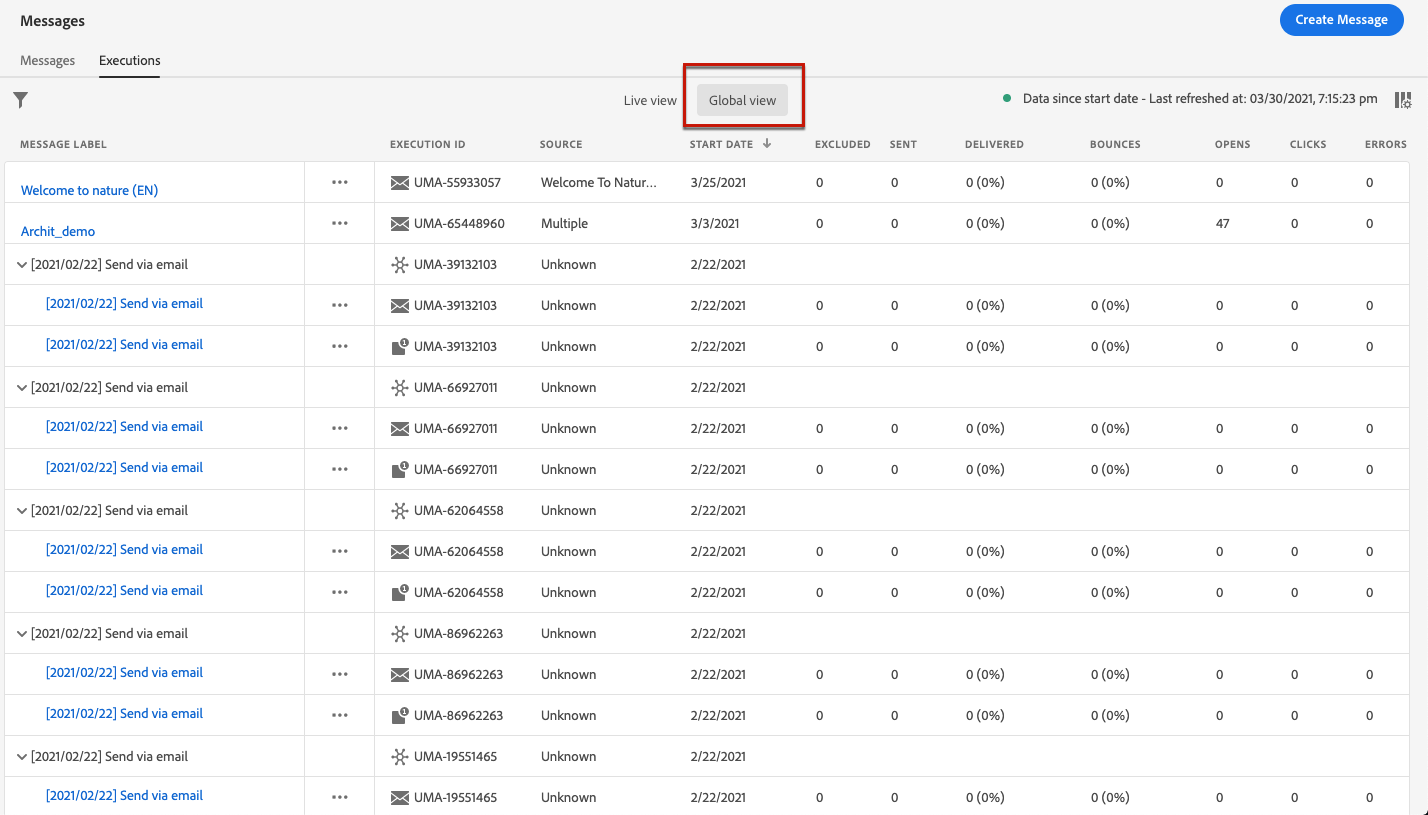 Messages
Create Message
Messages Executions
Live view Global view Data since start date - Last refreshed at: 03/30/2021, 7:15:23 pm
MESSAGE LABEL EXECUTION ID SOURCE START DATE EXCLUDED SENT DELIVERED BOUNCES OPENS CLICKS ERRORS
Welcome to nature (EN) ••• UMA-55933057 Welcome To Natur... 3/25/2021 0 0 0 (0%) 0 (0%) 0 0 0
Archit_demo ••• UMA-65448960 Multiple 3/3/2021 0 0 0 (0%) 0 (0%) 47 0 0
[2021/02/22] Send via email UMA-39132103 Unknown 2/22/2021
[2021/02/22] Send via email ••• UMA-39132103 Unknown 2/22/2021 0 0 0 (0%) 0 (0%) 0 0 0
[2021/02/22] Send via email ••• 1 UMA-39132103 Unknown 2/22/2021 0 0 0 (0%) 0 (0%) 0 0 0
[2021/02/22] Send via email UMA-66927011 Unknown 2/22/2021
[2021/02/22] Send via email ••• UMA-66927011 Unknown 2/22/2021 0 0 0 (0%) 0 (0%) 0 0 0
[2021/02/22] Send via email ••• 1 UMA-66927011 Unknown 2/22/2021 0 0 0 (0%) 0 (0%) 0 0 0
[2021/02/22] Send via email UMA-62064558 Unknown 2/22/2021
[2021/02/22] Send via email ••• UMA-62064558 Unknown 2/22/2021 0 0 0 (0%) 0 (0%) 0 0 0
[2021/02/22] Send via email ••• 1 UMA-62064558 Unknown 2/22/2021 0 0 0 (0%) 0 (0%) 0 0 0
[2021/02/22] Send via email UMA-86962263 Unknown 2/22/2021
[2021/02/22] Send via email ••• UMA-86962263 Unknown 2/22/2021 0 0 0 (0%) 0 (0%) 0 0 0
[2021/02/22] Send via email ••• 1 UMA-86962263 Unknown 2/22/2021 0 0 0 (0%) 0 (0%) 0 0 0
[2021/02/22] Send via email UMA-19551465 Unknown 2/22/2021
[2021/02/22] Send via email ••• UMA-19551465 Unknown 2/22/2021 0 0 0 (0%) 0 (0%) 0 0 0